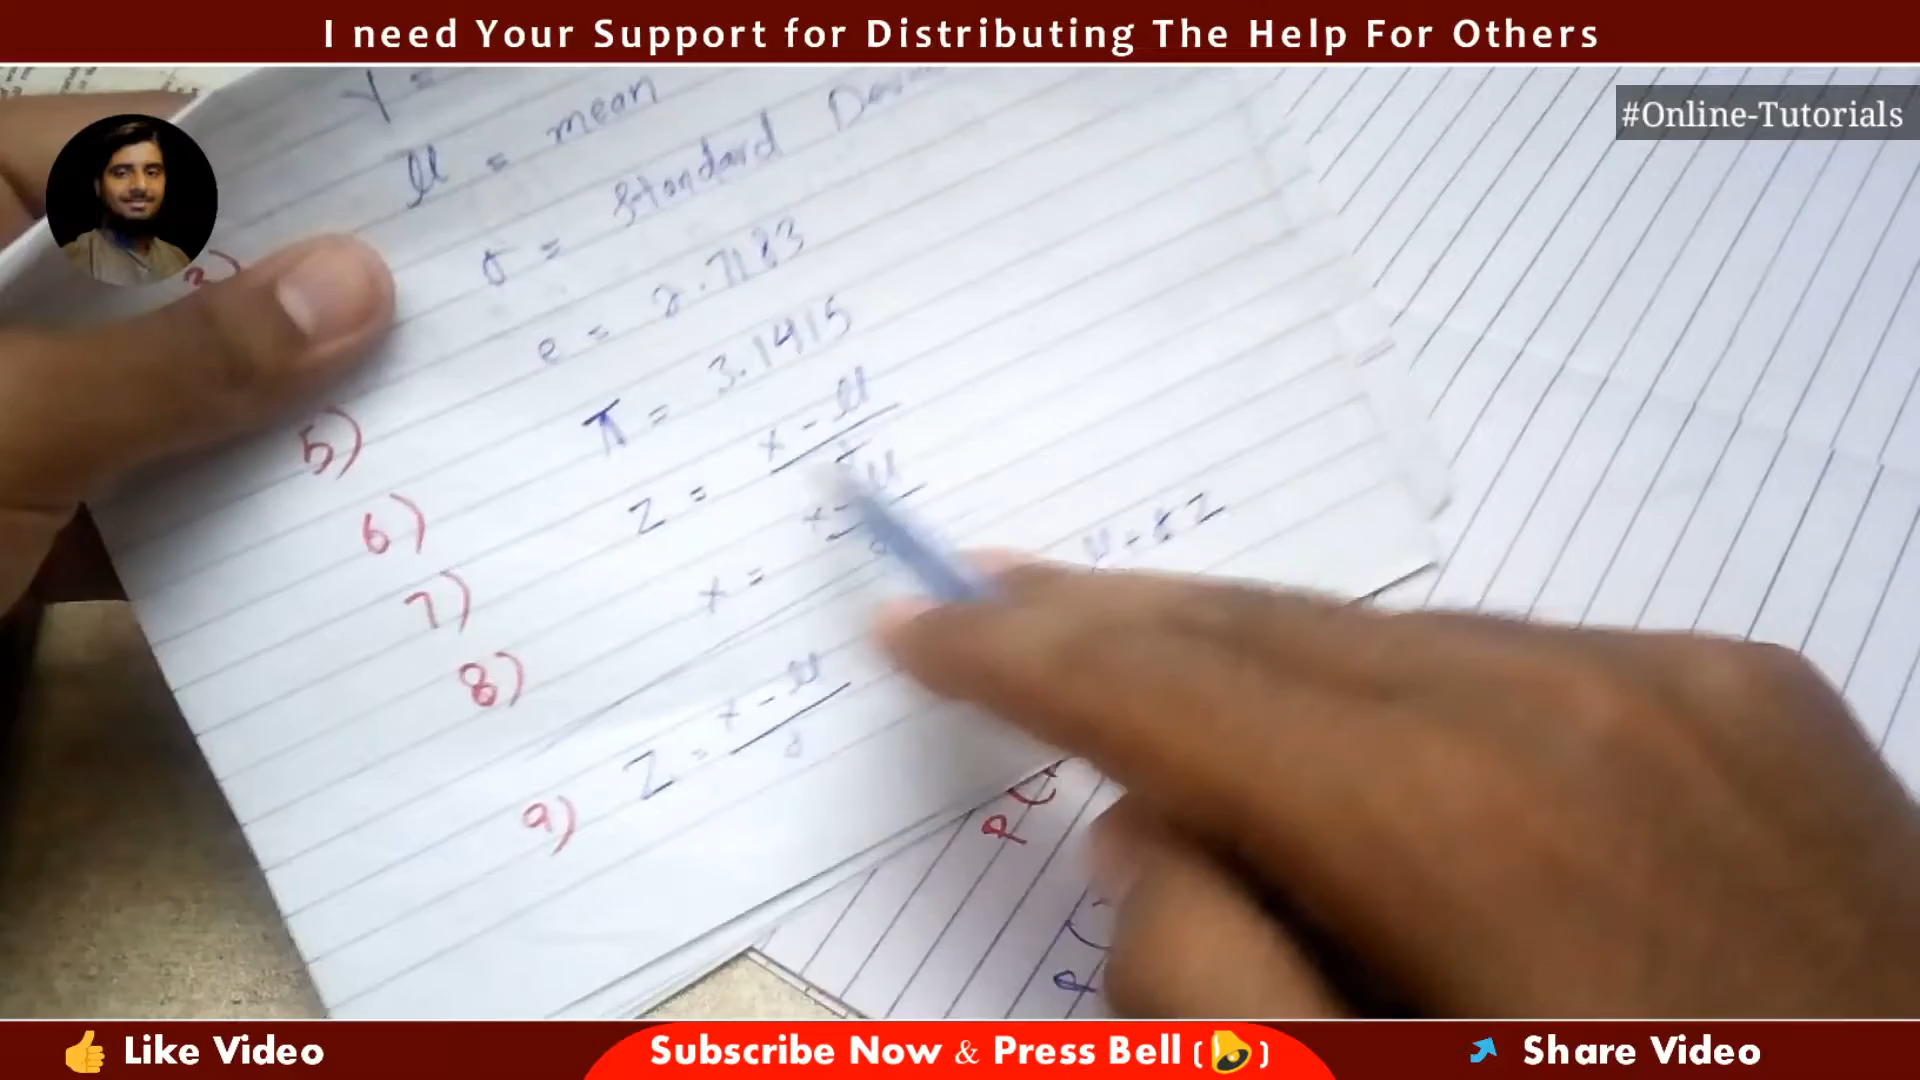 I need Your Support for Distributing The Help For Others
#Online-Tutorials
Y =
μ = mean
3)
σ = Standard
e = 2.7183
5) π = 3.1415
6) Z = x - μ
7) x = x - μ
8)
9) Z = x - μ
P(
P(
Like Video
Subscribe Now & Press Bell ( )
Share Video